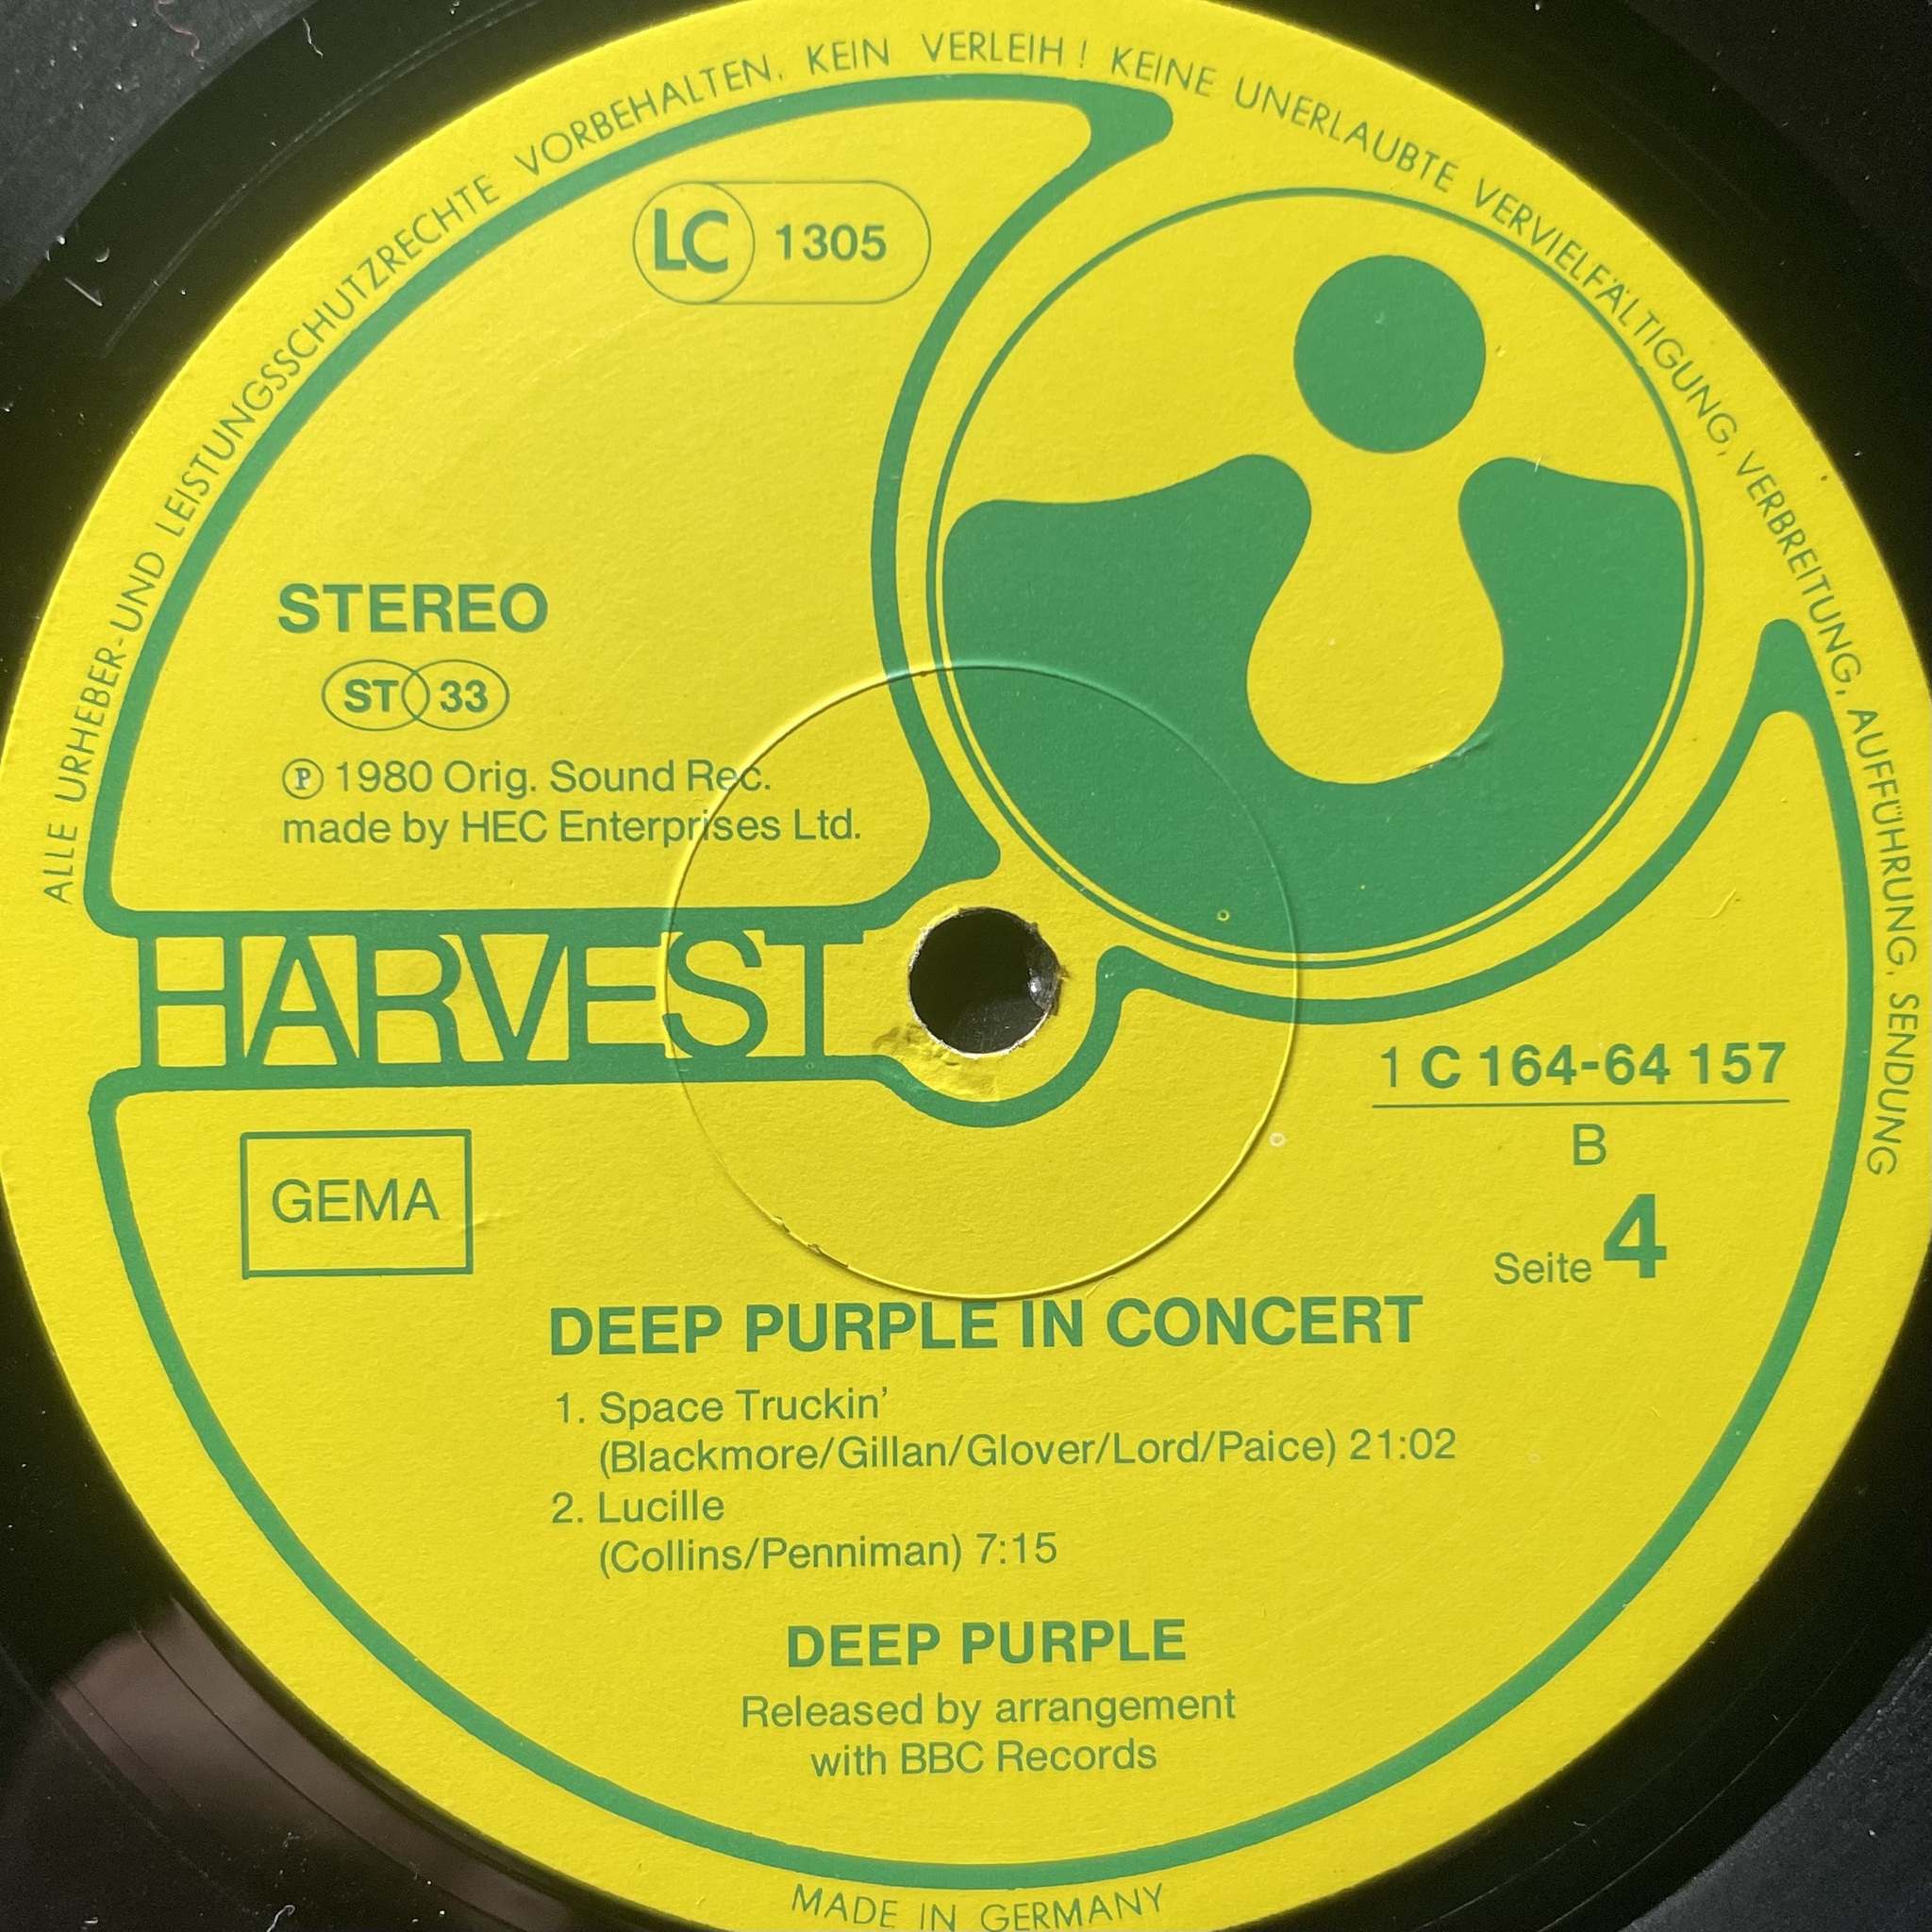 ALLE URHEBER-UND LEISTUNGSSCHUTZRECHTE VORBEHALTEN, KEIN VERLEIH! KEINE UNERLAUBTE VERVIELFÄLTIGUNG, VERBREITUNG, AUFFÜHRUNG, SENDUNG
LC 1305
STEREO
ST 33
Ⓟ 1980 Orig. Sound Rec.
made by HEC Enterprises Ltd.
HARVEST
1 C 164-64 157
B
Seite 4
GEMA
DEEP PURPLE IN CONCERT
1. Space Truckin’
(Blackmore/Gillan/Glover/Lord/Paice) 21:02
2. Lucille
(Collins/Penniman) 7:15
DEEP PURPLE
Released by arrangement
with BBC Records
MADE IN GERMANY